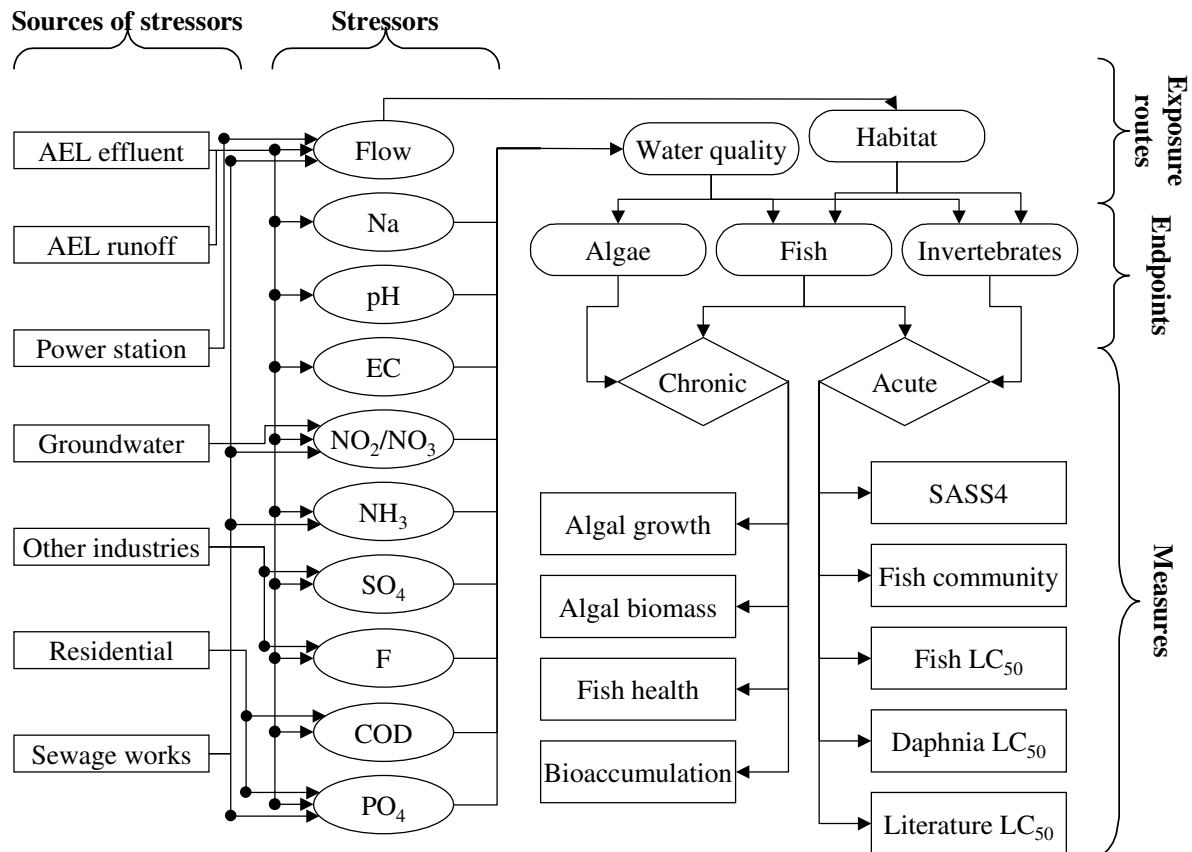 Sources of stressors
Stressors
Exposure
routes
Endpoints
Measures
AEL effluent
AEL runoff
Power station
Groundwater
Other industries
Residential
Sewage works
Flow
Na
pH
EC
NO₂/NO₃
NH₃
SO₄
F
COD
PO₄
Water quality
Habitat
Algae
Fish
Invertebrates
Chronic
Acute
Algal growth
Algal biomass
Fish health
Bioaccumulation
SASS4
Fish community
Fish LC₅₀
Daphnia LC₅₀
Literature LC₅₀